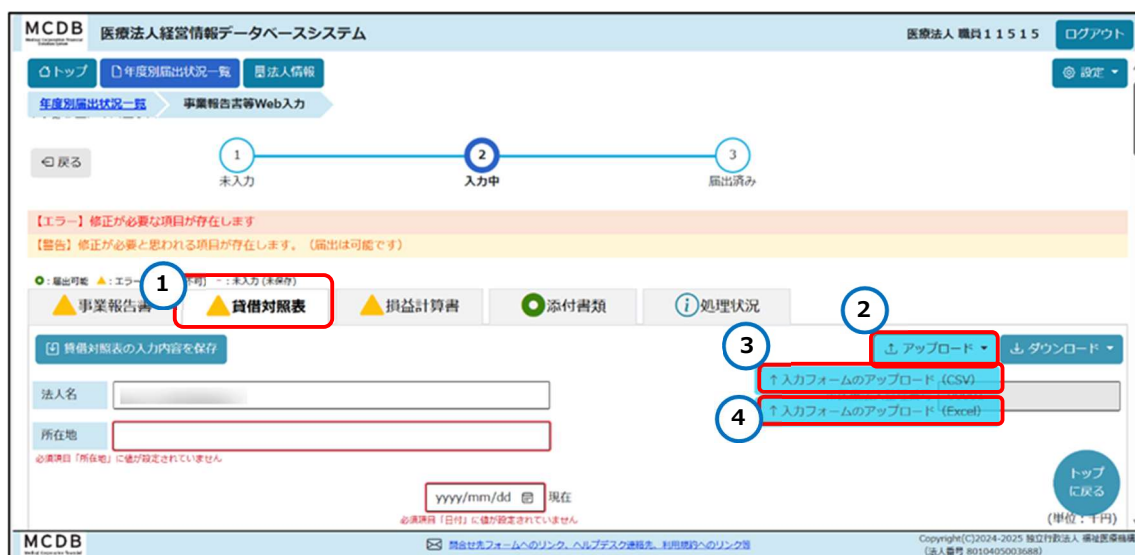 MCDB 医療法人経営情報データベースシステム 医療法人 職員11515 ログアウト
トップ 年度別届出状況一覧 法人情報 設定
年度別届出状況一覧 事業報告書等Web入力
戻る 1 2 3
未入力 入力中 届出済み
【エラー】修正が必要な項目が存在します
【警告】修正が必要と思われる項目が存在します。（届出は可能です）
：届出可能 ：エラー 不可） －：未入力 (未保存)
1 2
事業報告書 貸借対照表 損益計算書 添付書類 処理状況
貸借対照表の入力内容を保存 3 アップロード ダウンロード
↑入力フォームのアップロード（CSV）
法人名
4 ↑入力フォームのアップロード（Excel）
所在地
必須項目「所在地」に値が設定されていません
yyyy/mm/dd 現在
必須項目「日付」に値が設定されていません
トップ
に戻る
(単位：千円)
MCDB 問合せ先フォームへのリンク、ヘルプデスク連絡先、利用規約へのリンク等 Copyright(C)2024-2025 独立行政法人 福祉医療機構
（法人番号 8010405003688）